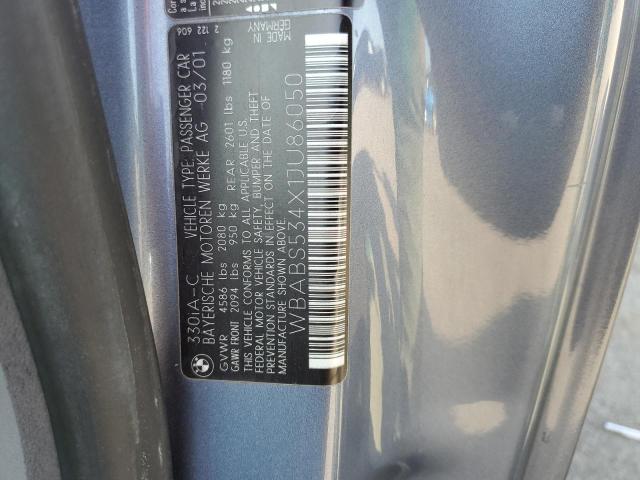 330iA-C VEHICLE TYPE: PASSENGER CAR
BAYERISCHE MOTOREN WERKE AG 03/01
GVWR 4586 lbs 2080 kg
GAWR FRONT 2094 lbs 950 kg REAR 2601 lbs 1180 kg
THIS VEHICLE CONFORMS TO ALL APPLICABLE U.S.
FEDERAL MOTOR VEHICLE SAFETY, BUMPER AND THEFT
PREVENTION STANDARDS IN EFFECT ON THE DATE OF
MANUFACTURE SHOWN ABOVE.
WBABS534X1JU86050
2 122 606
MADE IN
GERMANY